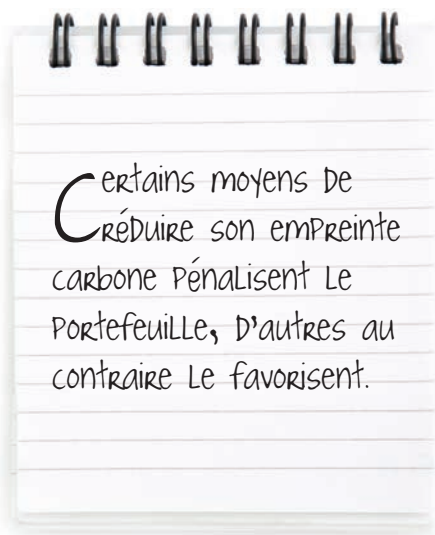 Certains moyens de
réduire son empreinte
carbone pénalisent le
portefeuille, d'autres au
contraire le favorisent.